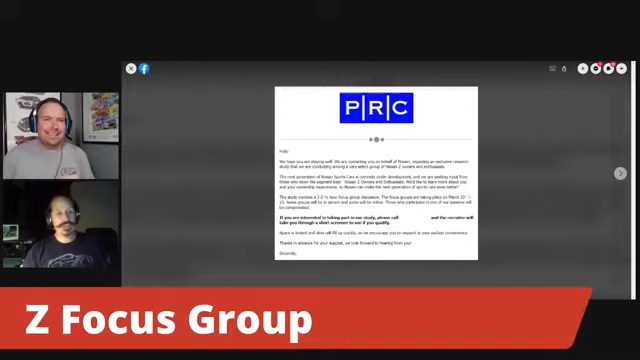 P|R|C
Hello
We hope you are staying well. We are contacting you on behalf of Nissan, regarding an exclusive research
study that we are conducting among a very select group of Nissan Z owners and enthusiasts.
The next generation of Nissan Sports Cars is currently under development, and we are seeking input from
those who know the segment best - Nissan Z Owners and Enthusiasts. We'd like to learn more about you
and your ownership experience, so Nissan can make the next generation of sports cars even better!
The study involves a 2-2 ½ hour focus group discussion. The focus groups are taking place on March 22-
Some groups will be in person and some will be online. Those who participate in one of our sessions will
be compensated.
If you are interested in taking part in our study, please call and the recruiter will
take you through a short screener to see if you qualify.
Space is limited and slots will fill up quickly, so we encourage you to respond at your earliest convenience.
Thanks in advance for your support, we look forward to hearing from you!
Sincerely,
Z Focus Group